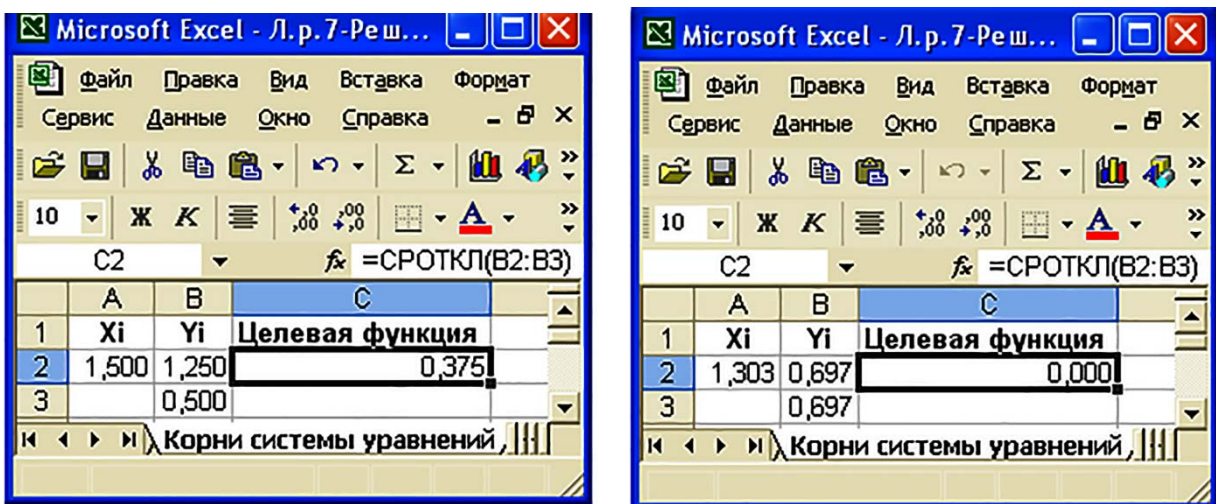 Microsoft Excel - Л.р.7-Реш...
Файл Правка Вид Вставка Формат
Сервис Данные Окно Справка
10 Ж К
C2 fx =СРОТКЛ(B2:B3)
A B C
1 Xi Yi Целевая функция
2 1,500 1,250 0,375
3 0,500
Корни системы уравнений
Microsoft Excel - Л.р.7-Реш...
Файл Правка Вид Вставка Формат
Сервис Данные Окно Справка
10 Ж К
C2 fx =СРОТКЛ(B2:B3)
A B C
1 Xi Yi Целевая функция
2 1,303 0,697 0,000
3 0,697
Корни системы уравнений